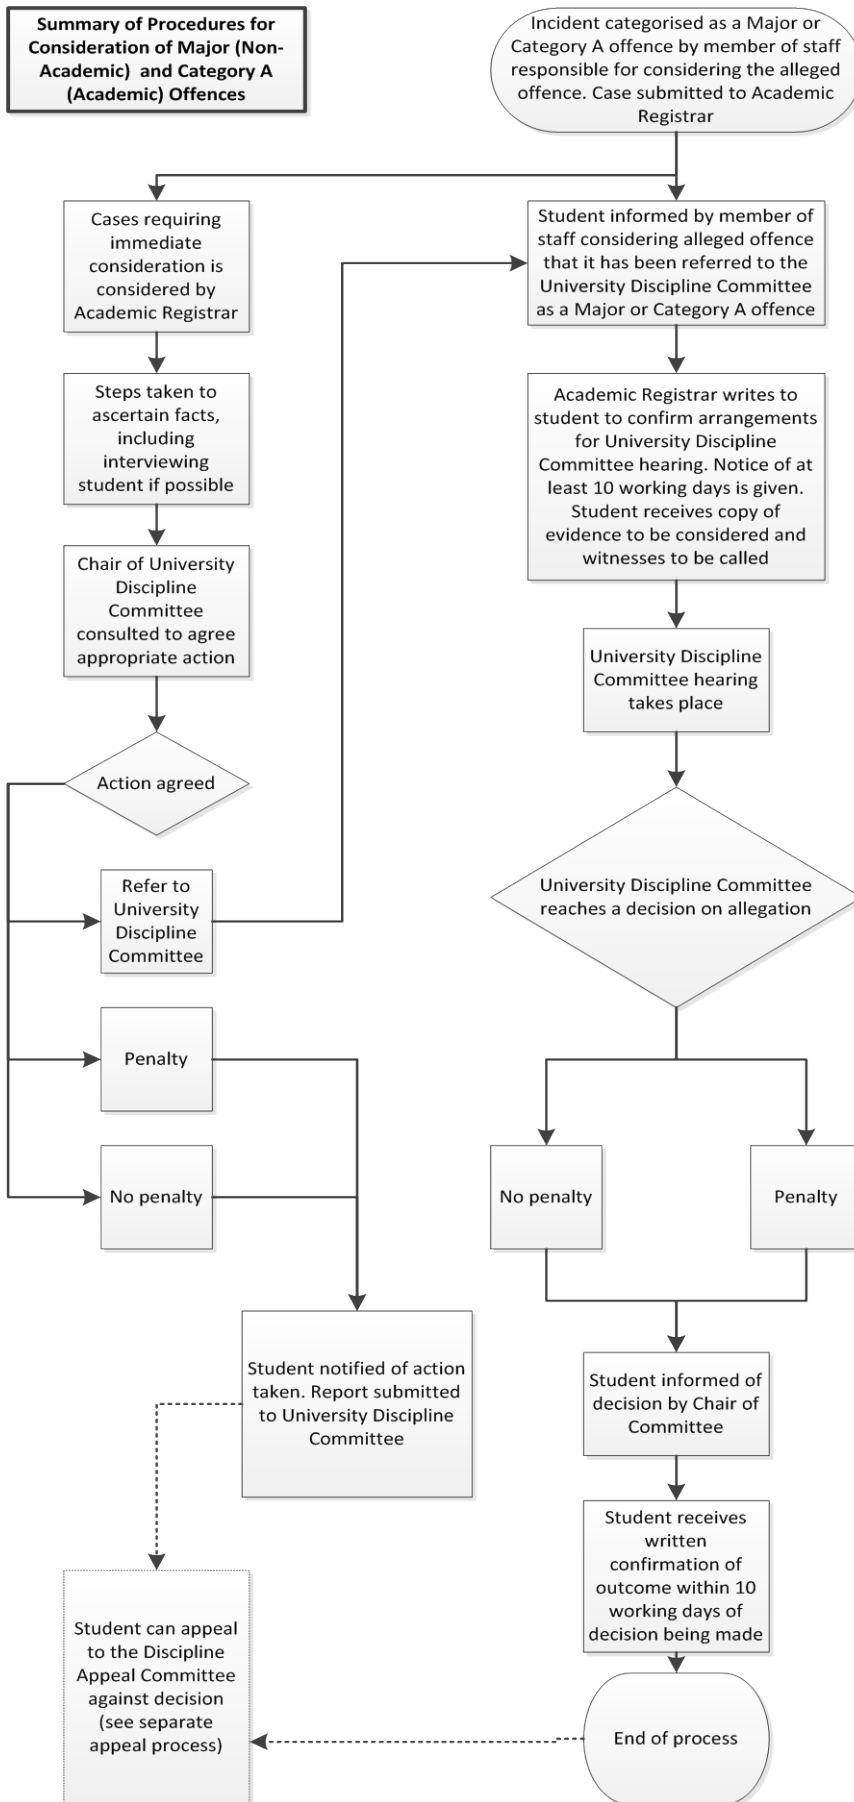 Summary of Procedures for
Consideration of Major (Non-
Academic)  and Category A
(Academic) Offences
Incident categorised as a Major or
Category A offence by member of staff
responsible for considering the alleged
offence. Case submitted to Academic
Registrar
Cases requiring
immediate
consideration is
considered by
Academic Registrar
Student informed by member of
staff considering alleged offence
that it has been referred to the
University Discipline Committee
as a Major or Category A offence
Steps taken to
ascertain facts,
including
interviewing
student if possible
Academic Registrar writes to
student to confirm arrangements
for University Discipline
Committee hearing. Notice of at
least 10 working days is given.
Student receives copy of
evidence to be considered and
witnesses to be called
Chair of University
Discipline
Committee
consulted to agree
appropriate action
University Discipline
Committee hearing
takes place
Action agreed
University Discipline Committee
reaches a decision on allegation
Refer to
University
Discipline
Committee
Penalty
No penalty
No penalty
Penalty
Student notified of action
taken. Report submitted
to University Discipline
Committee
Student informed of
decision by Chair of
Committee
Student receives
written
confirmation of
outcome within 10
working days of
decision being made
Student can appeal
to the Discipline
Appeal Committee
against decision
(see separate
appeal process)
End of process